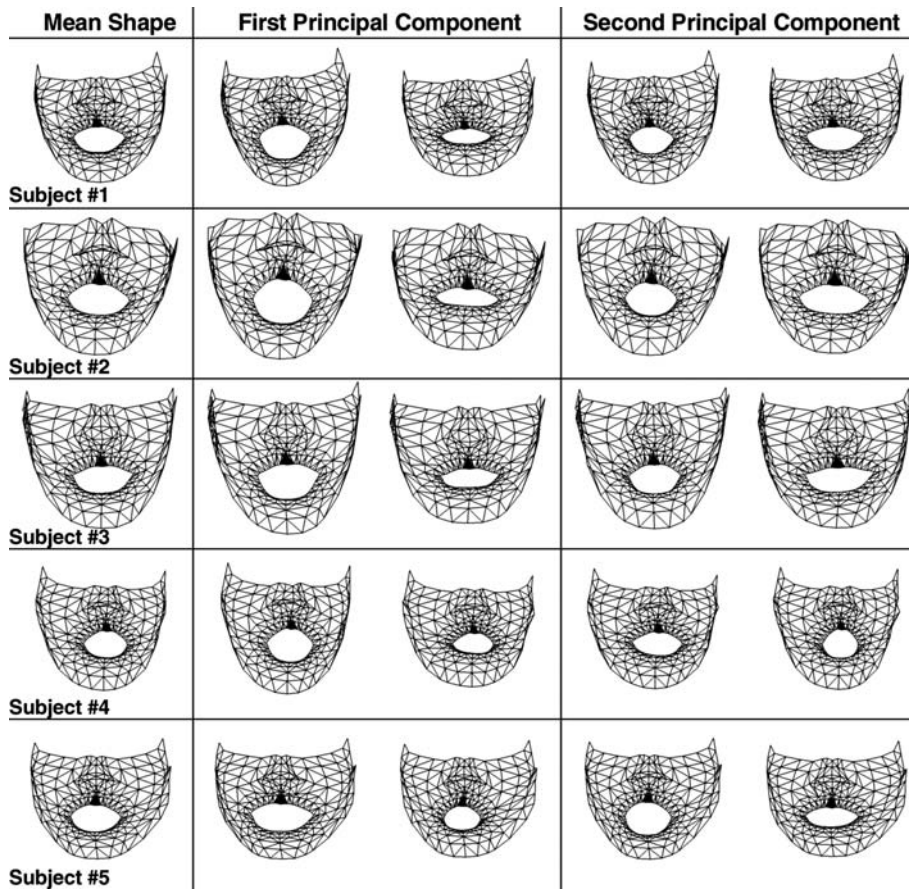 Mean Shape First Principal Component Second Principal Component
Subject #1
Subject #2
Subject #3
Subject #4
Subject #5